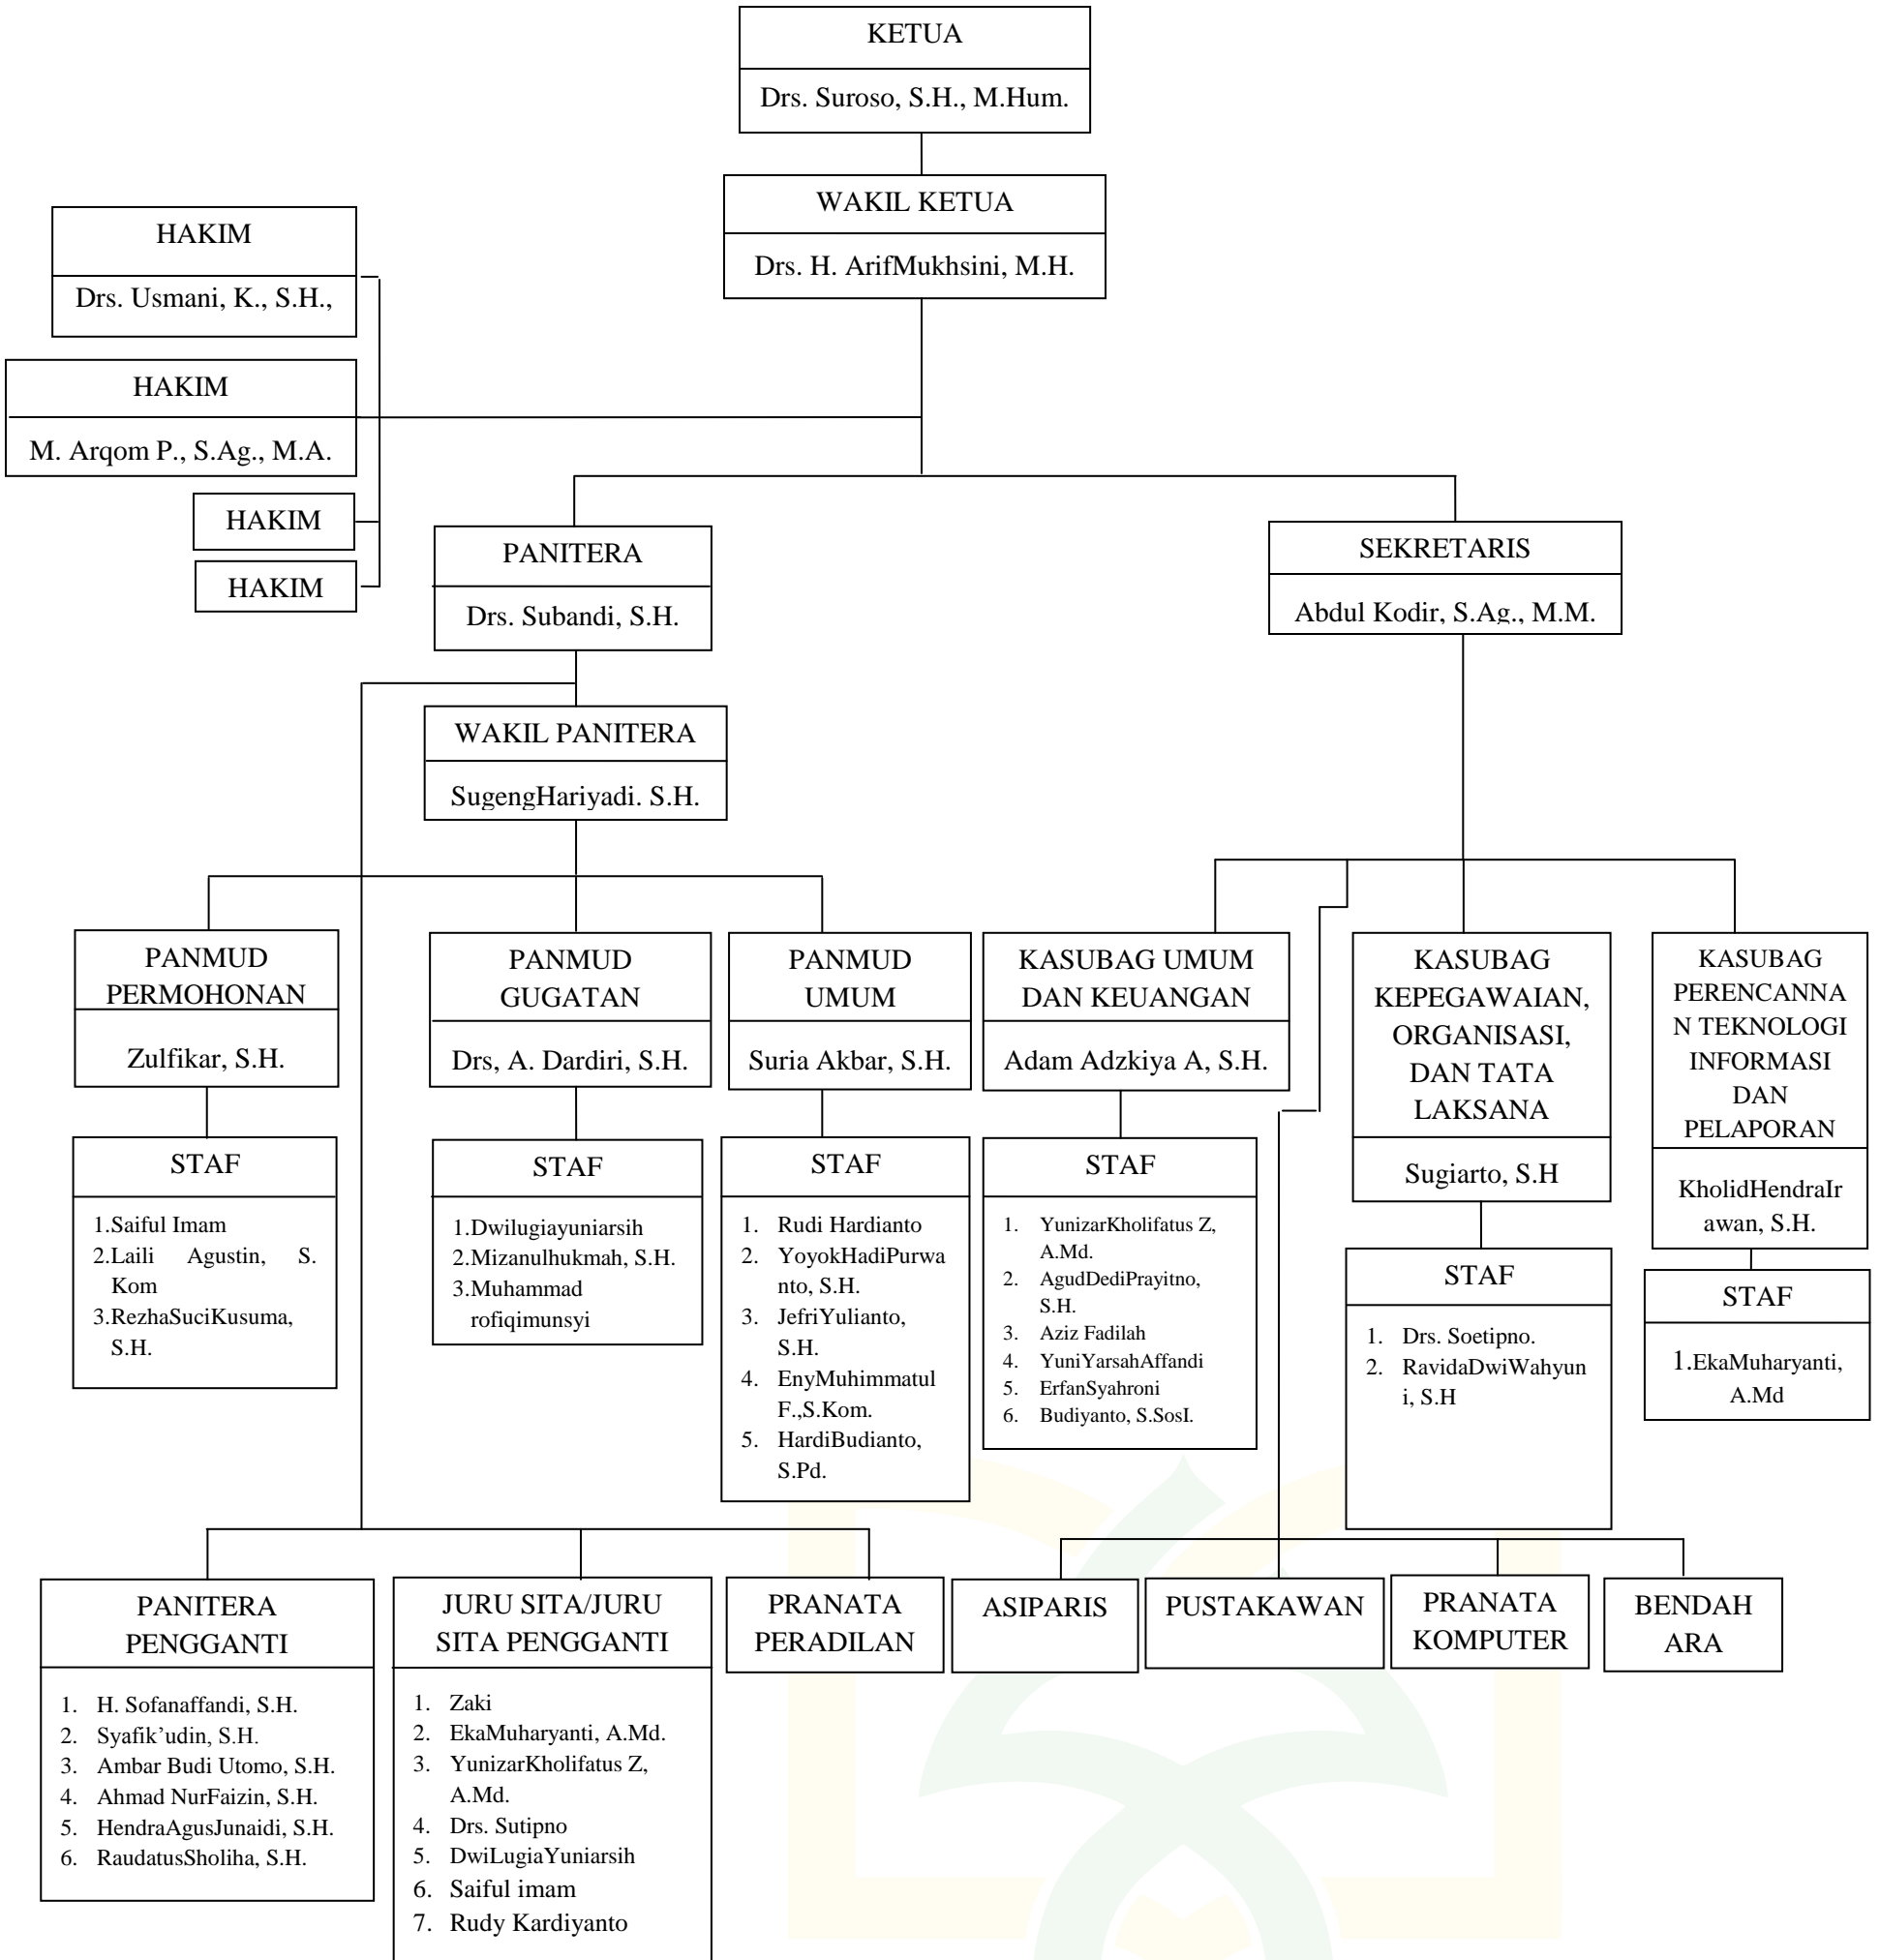 KETUA
Drs. Suroso, S.H., M.Hum.
WAKIL KETUA
Drs. H. ArifMukhsini, M.H.
HAKIM
Drs. Usmani, K., S.H.,
HAKIM
M. Arqom P., S.Ag., M.A.
HAKIM
HAKIM
PANITERA
Drs. Subandi, S.H.
SEKRETARIS
Abdul Kodir, S.Ag., M.M.
WAKIL PANITERA
SugengHariyadi. S.H.
PANMUD
PERMOHONAN
Zulfikar, S.H.
PANMUD
GUGATAN
Drs, A. Dardiri, S.H.
PANMUD
UMUM
Suria Akbar, S.H.
KASUBAG UMUM
DAN KEUANGAN
Adam Adzkiya A, S.H.
KASUBAG
KEPEGAWAIAN,
ORGANISASI,
DAN TATA
LAKSANA
Sugiarto, S.H
KASUBAG
PERENCANNA
N TEKNOLOGI
INFORMASI
DAN
PELAPORAN
KholidHendraIr
awan, S.H.
STAF
1.Saiful Imam
2.Laili Agustin, S.
Kom
3.RezhaSuciKusuma,
S.H.
STAF
1.Dwilugiayuniarsih
2.Mizanulhukmah, S.H.
3.Muhammad
rofiqimunsyi
STAF
1. Rudi Hardianto
2. YoyokHadiPurwa
nto, S.H.
3. JefriYulianto,
S.H.
4. EnyMuhimmatul
F.,S.Kom.
5. HardiBudianto,
S.Pd.
STAF
1. YunizarKholifatus Z,
A.Md.
2. AgudDediPrayitno,
S.H.
3. Aziz Fadilah
4. YuniYarsahAffandi
5. ErfanSyahroni
6. Budiyanto, S.SosI.
STAF
1. Drs. Soetipno.
2. RavidaDwiWahyun
i, S.H
STAF
1.EkaMuharyanti,
A.Md
PANITERA
PENGGANTI
1. H. Sofanaffandi, S.H.
2. Syafik’udin, S.H.
3. Ambar Budi Utomo, S.H.
4. Ahmad NurFaizin, S.H.
5. HendraAgusJunaidi, S.H.
6. RaudatusSholiha, S.H.
JURU SITA/JURU
SITA PENGGANTI
1. Zaki
2. EkaMuharyanti, A.Md.
3. YunizarKholifatus Z,
A.Md.
4. Drs. Sutipno
5. DwiLugiaYuniarsih
6. Saiful imam
7. Rudy Kardiyanto
PRANATA
PERADILAN
ASIPARIS
PUSTAKAWAN
PRANATA
KOMPUTER
BENDAH
ARA